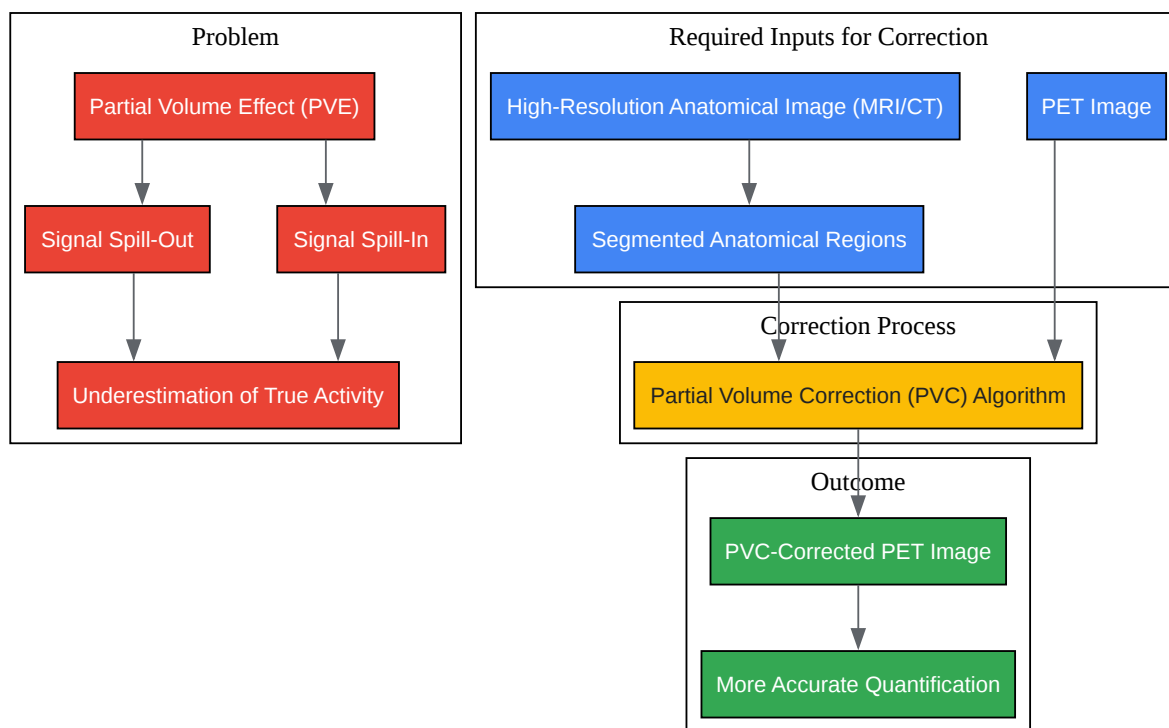 Problem
Partial Volume Effect (PVE)
Signal Spill-Out
Signal Spill-In
Underestimation of True Activity
Required Inputs for Correction
High-Resolution Anatomical Image (MRI/CT)
PET Image
Segmented Anatomical Regions
Correction Process
Partial Volume Correction (PVC) Algorithm
Outcome
PVC-Corrected PET Image
More Accurate Quantification